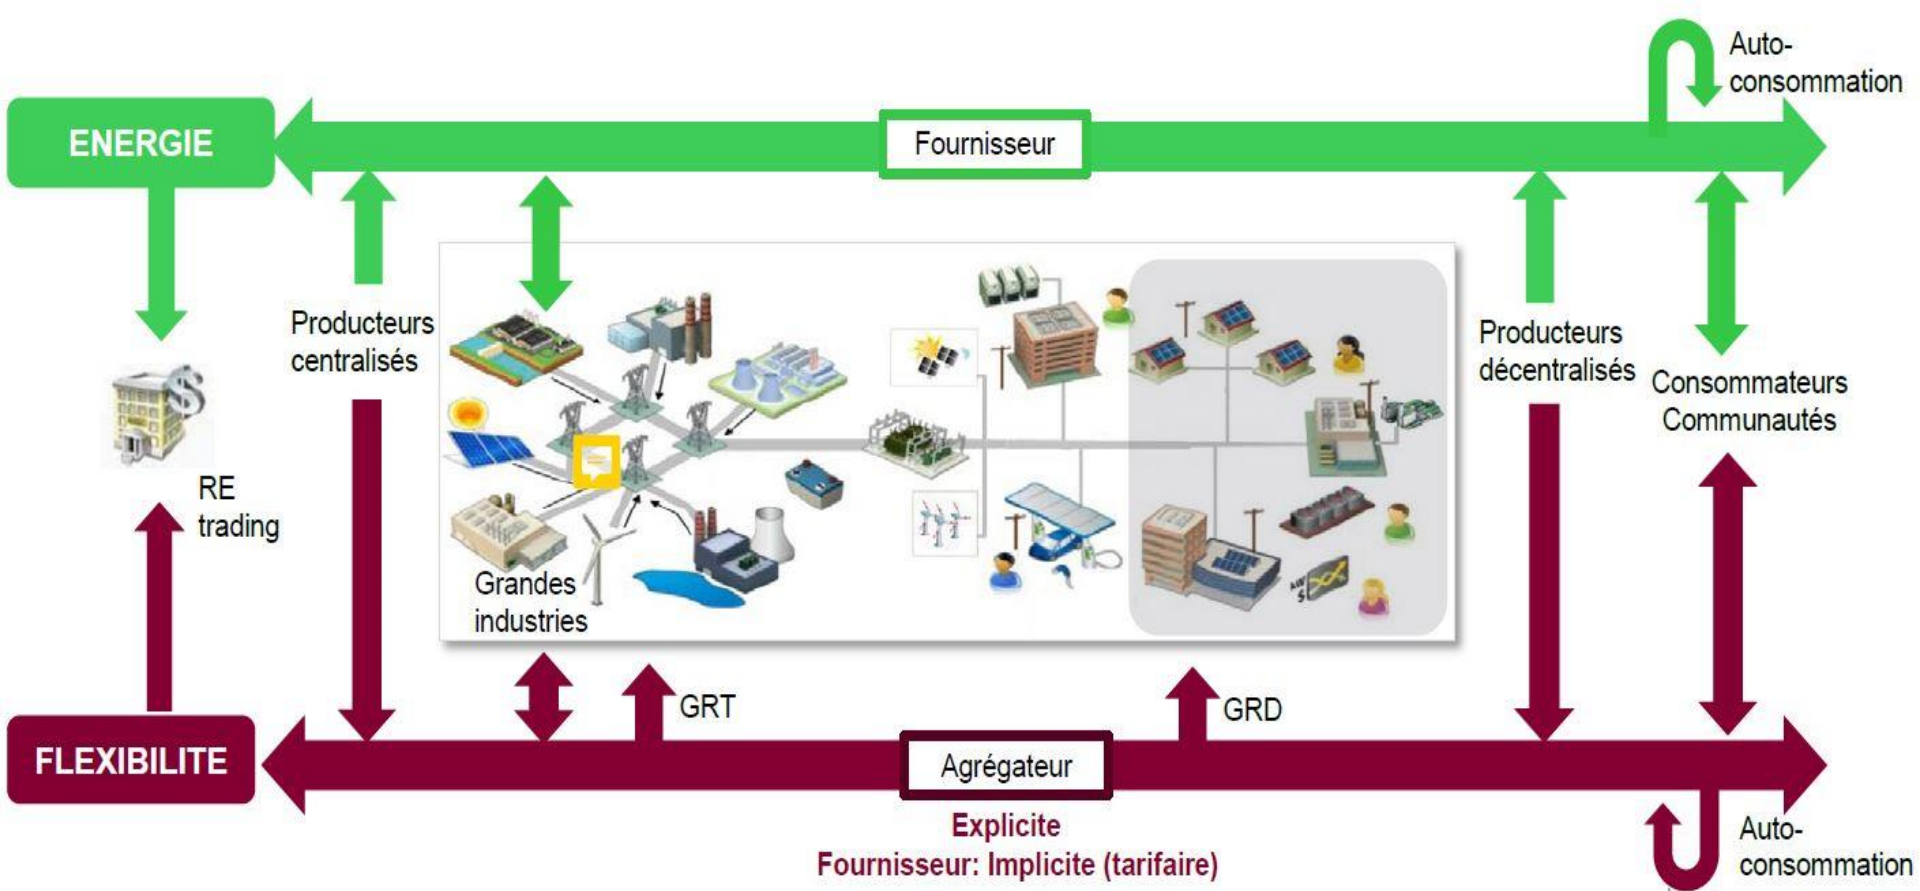 Auto-
consommation
ENERGIE
Fournisseur
Producteurs
centralisés
Producteurs
décentralisés
Consommateurs
Communautés
$
RE
trading
Grandes
industries
GRT
GRD
FLEXIBILITE
Agrégateur
Explicite
Fournisseur: Implicite (tarifaire)
Auto-
consommation